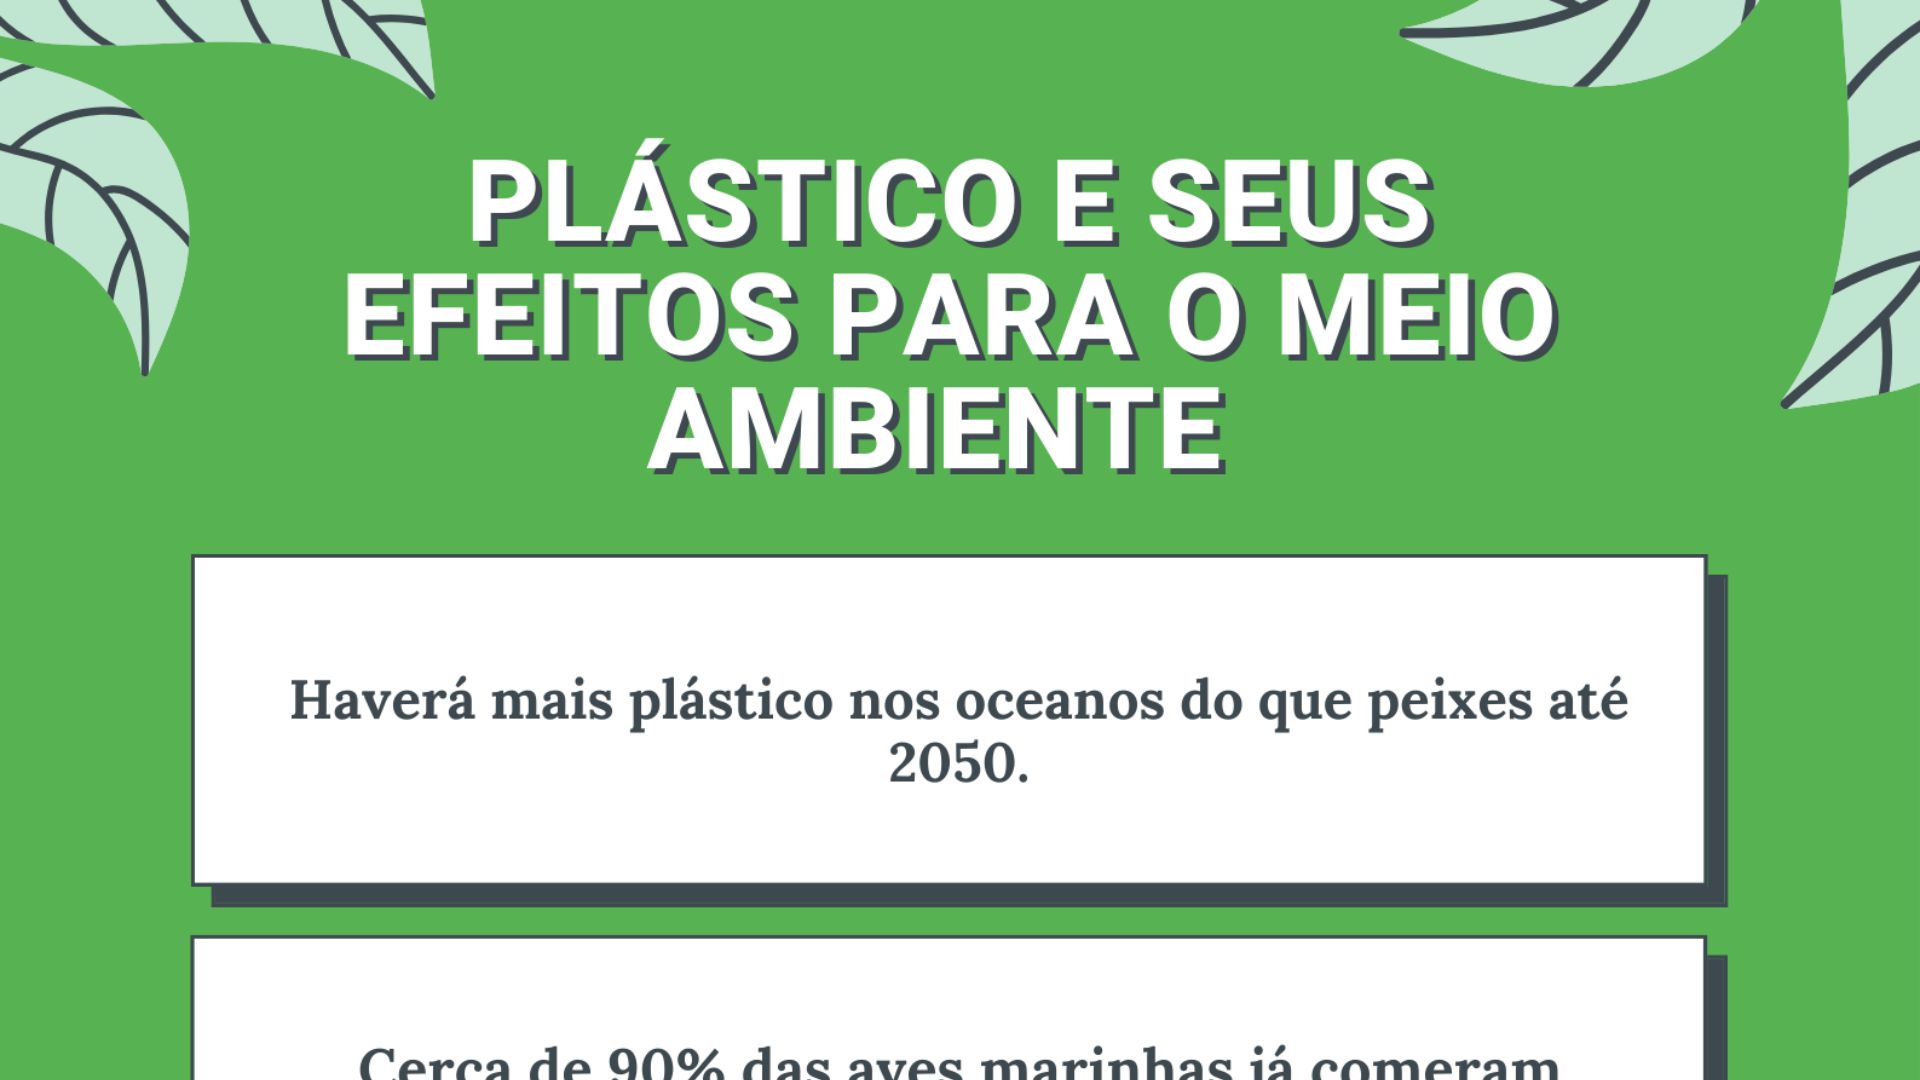 PLÁSTICO E SEUS
EFEITOS PARA O MEIO
AMBIENTE
Haverá mais plástico nos oceanos do que peixes até
2050.
Cerca de 90% das aves marinhas já comeram